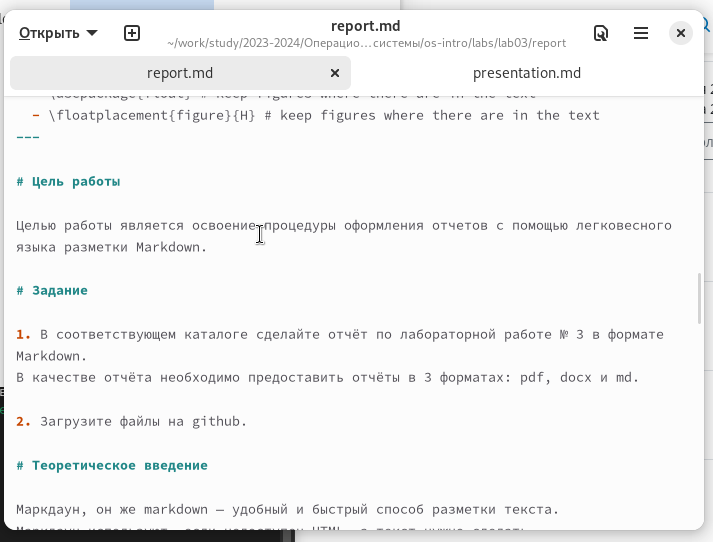 Открыть
report.md
~/work/study/2023-2024/Операцио…системы/os-intro/labs/lab03/report
report.md
presentation.md
\usepackage{float} # keep figures where there are in the text
- \floatplacement{figure}{H} # keep figures where there are in the text
---
# Цель работы
Целью работы является освоение процедуры оформления отчетов с помощью легковесного
языка разметки Markdown.
# Задание
1. В соответствующем каталоге сделайте отчёт по лабораторной работе № 3 в формате
Markdown.
В качестве отчёта необходимо предоставить отчёты в 3 форматах: pdf, docx и md.
2. Загрузите файлы на github.
# Теоретическое введение
Маркдаун, он же markdown — удобный и быстрый способ разметки текста.